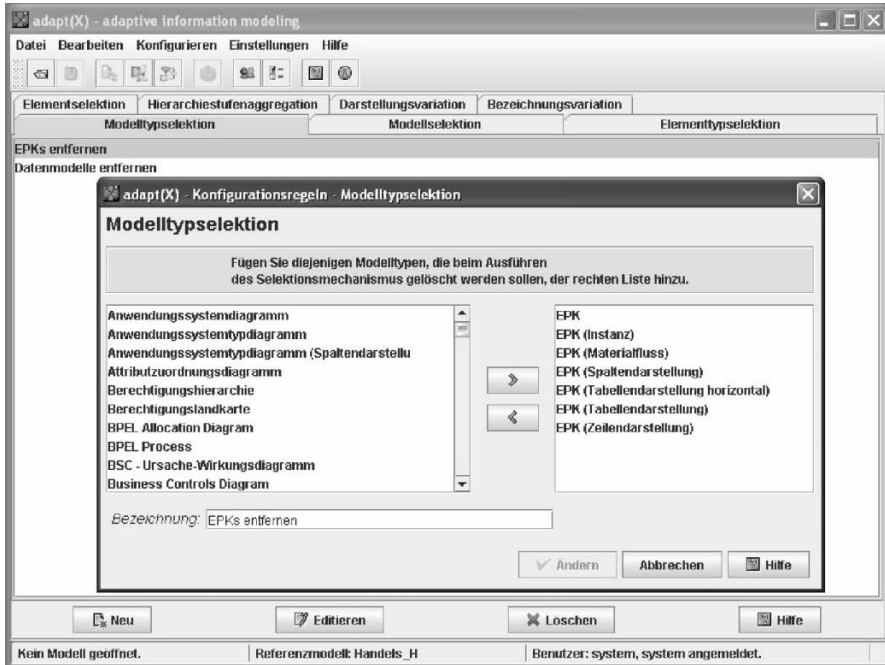 adapt(X) - adaptive information modeling
Datei Bearbeiten Konfigurieren Einstellungen Hilfe
Elementselektion Hierarchiestufenaggregation Darstellungsvariation Bezeichnungsvariation
Modelltypselektion Modellselektion Elementtypselektion
EPKs entfernen
Datenmodelle entfernen
adapt(X) - Konfigurationsregeln - Modelltypselektion
Modelltypselektion
Fügen Sie diejenigen Modelltypen, die beim Ausführen
des Selektionsmechanismus gelöscht werden sollen, der rechten Liste hinzu.
Anwendungssystemdiagramm
Anwendungssystemtypdiagramm
Anwendungssystemtypdiagramm (Spaltendarstellu
Attributzuordnungsdiagramm
Berechtigungshierarchie
Berechtigungslandkarte
BPEL Allocation Diagram
BPEL Process
BSC - Ursache-Wirkungsdiagramm
Business Controls Diagram
EPK
EPK (Instanz)
EPK (Materialfluss)
EPK (Spaltendarstellung)
EPK (Tabellendarstellung horizontal)
EPK (Tabellendarstellung)
EPK (Zeilendarstellung)
Bezeichnung: EPKs entfernen
Ändern Abbrechen Hilfe
Neu Editieren Löschen Hilfe
Kein Modell geöffnet. Referenzmodell: Handels_H Benutzer: system, system angemeldet.